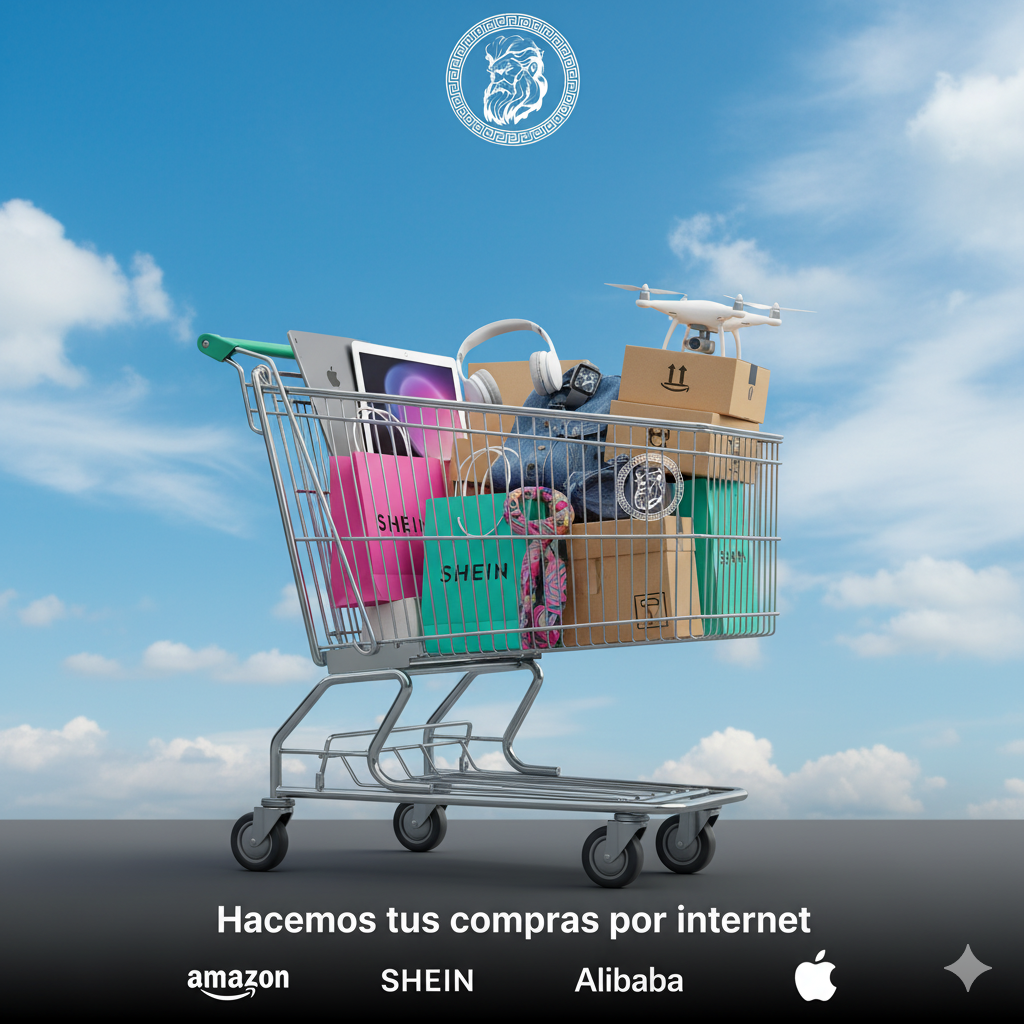 SHEIN
SHEIN
Hacemos tus compras por internet
amazon SHEIN Alibaba